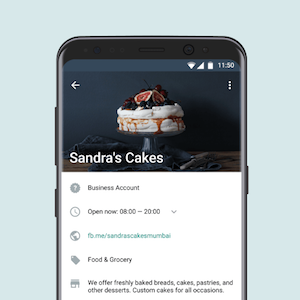 11:50
Sandra's Cakes
Business Account
Open now: 08:00 — 20:00
fb.me/sandrascakesmumbai
Food & Grocery
We offer freshly baked breads, cakes, pastries, and
other desserts. Custom cakes for all occasions.